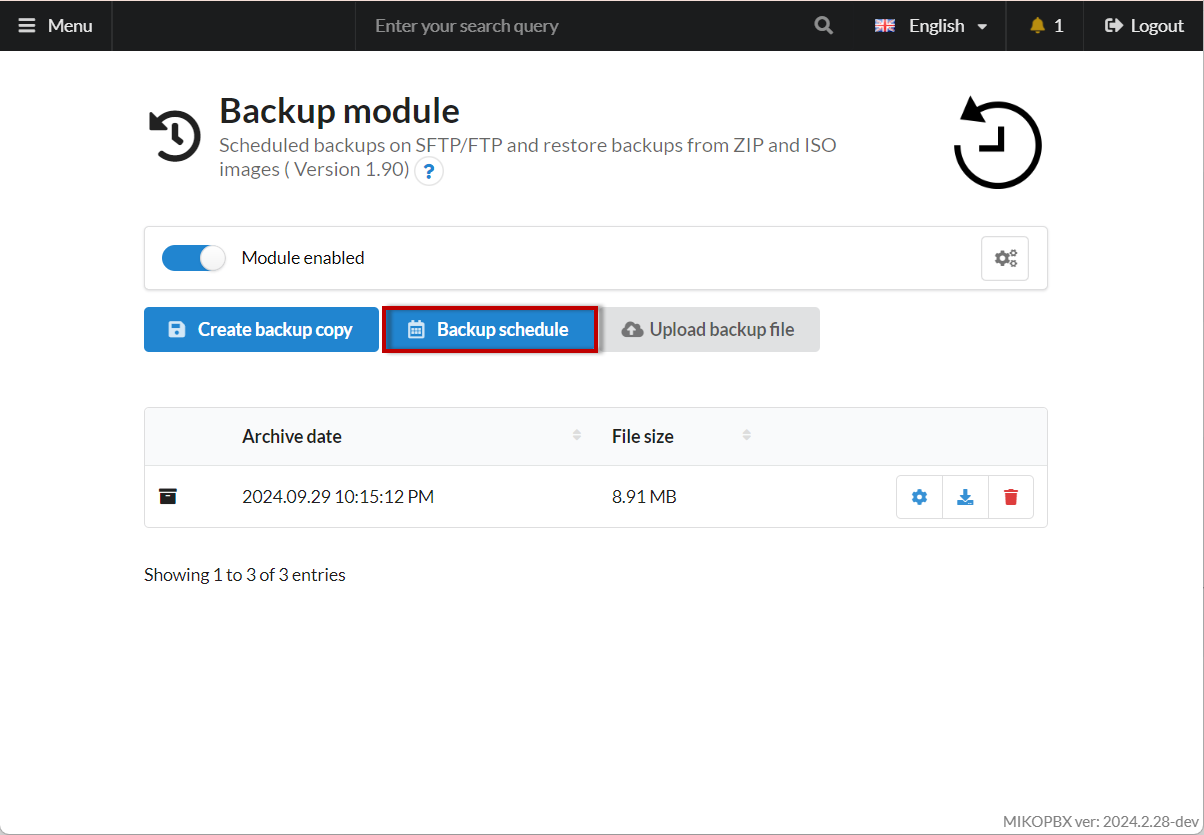 Menu
Enter your search query
English
1
Logout
Backup module
Scheduled backups on SFTP/FTP and restore backups from ZIP and ISO
images ( Version 1.90) ?
Module enabled
Create backup copy
Backup schedule
Upload backup file
Archive date
File size
2024.09.29 10:15:12 PM
8.91 MB
Showing 1 to 3 of 3 entries
MIKOPBX ver: 2024.2.28-dev